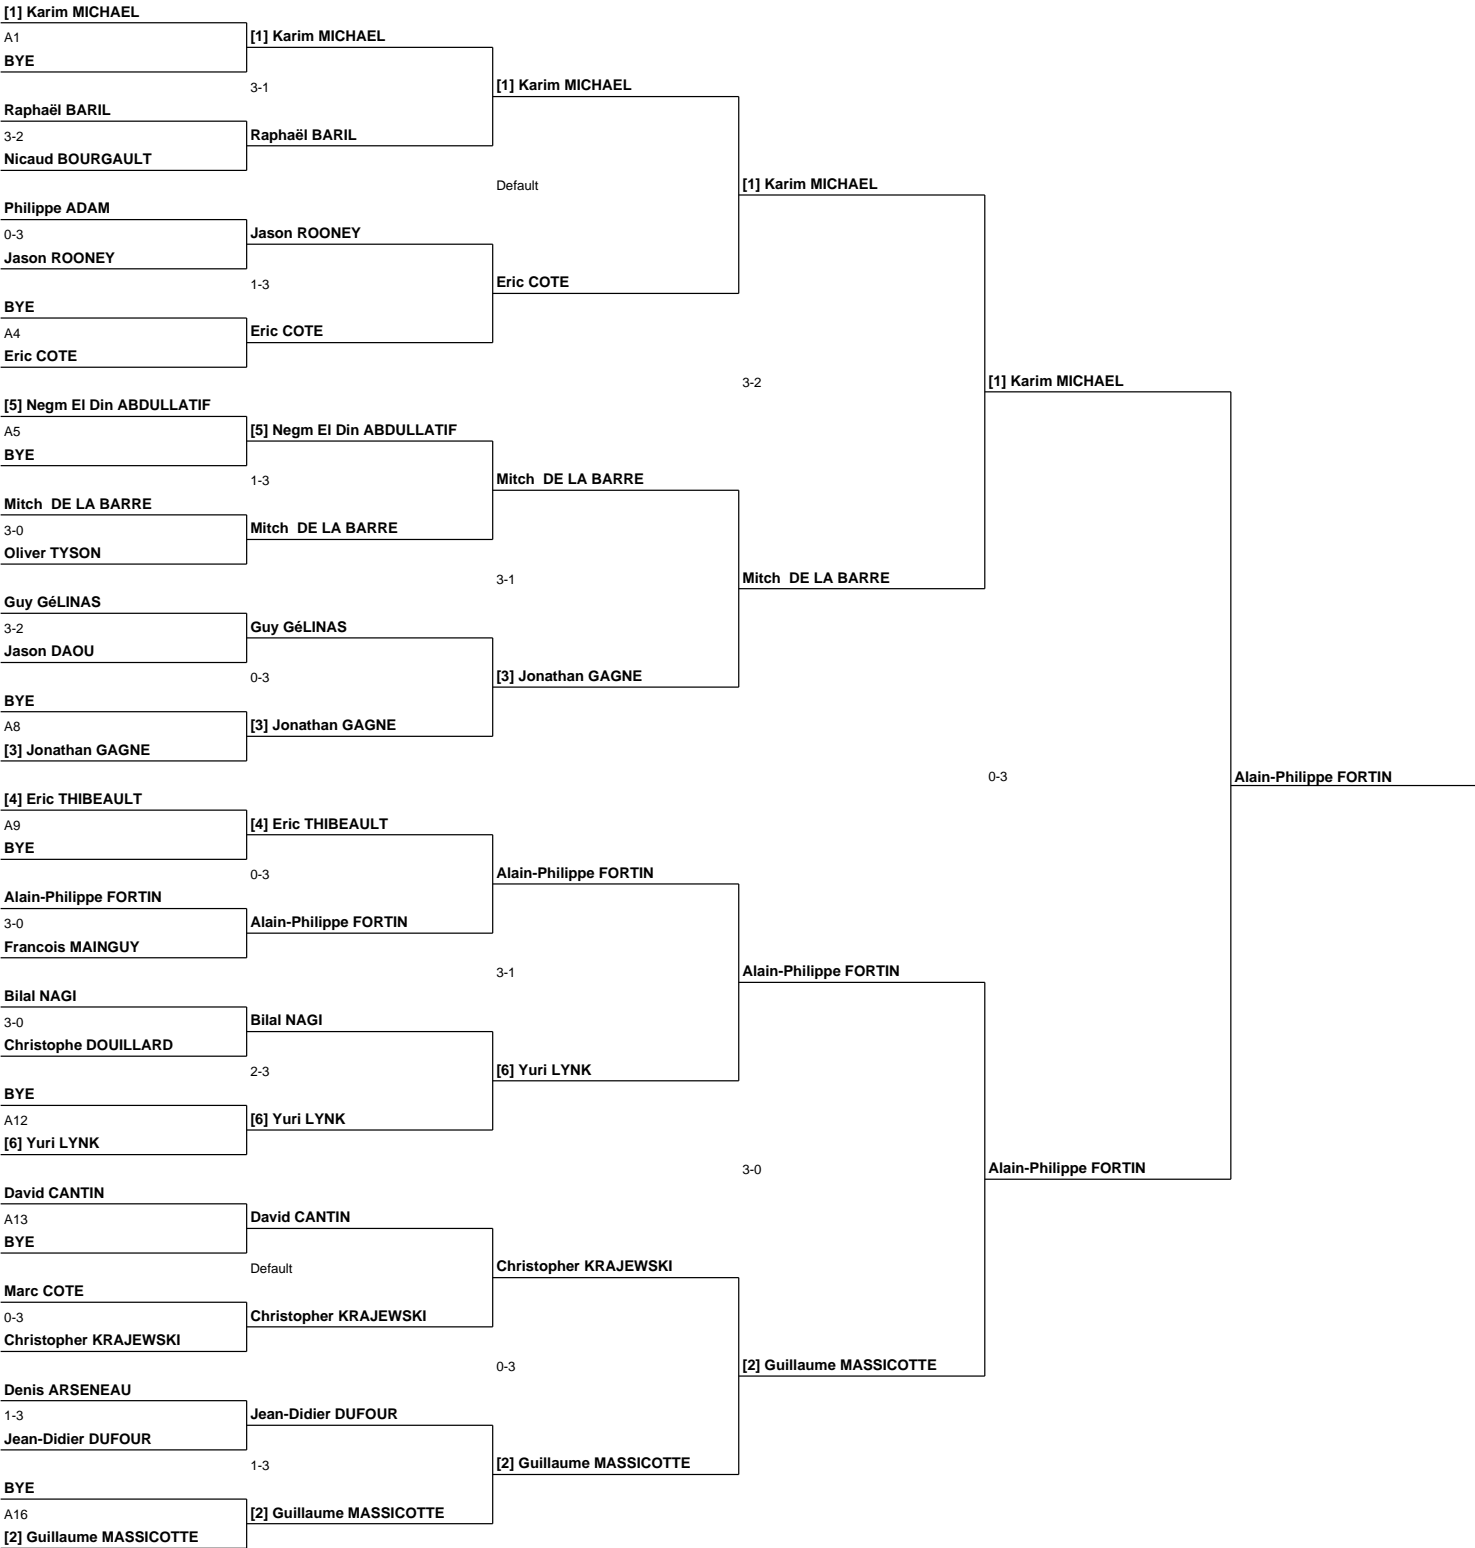 [1] Karim MICHAEL
A1
BYE
[1] Karim MICHAEL
3-1
[1] Karim MICHAEL
Raphaël BARIL
3-2
Nicaud BOURGAULT
Raphaël BARIL
Default
[1] Karim MICHAEL
Philippe ADAM
0-3
Jason ROONEY
Jason ROONEY
1-3
Eric COTE
BYE
A4
Eric COTE
Eric COTE
3-2
[1] Karim MICHAEL
[5] Negm El Din ABDULLATIF
A5
BYE
[5] Negm El Din ABDULLATIF
1-3
Mitch  DE LA BARRE
Mitch  DE LA BARRE
3-0
Oliver TYSON
Mitch  DE LA BARRE
3-1
Mitch  DE LA BARRE
Guy GéLINAS
3-2
Jason DAOU
Guy GéLINAS
0-3
[3] Jonathan GAGNE
BYE
A8
[3] Jonathan GAGNE
[3] Jonathan GAGNE
0-3
Alain-Philippe FORTIN
[4] Eric THIBEAULT
A9
BYE
[4] Eric THIBEAULT
0-3
Alain-Philippe FORTIN
Alain-Philippe FORTIN
3-0
Francois MAINGUY
Alain-Philippe FORTIN
3-1
Alain-Philippe FORTIN
Bilal NAGI
3-0
Christophe DOUILLARD
Bilal NAGI
2-3
[6] Yuri LYNK
BYE
A12
[6] Yuri LYNK
[6] Yuri LYNK
3-0
Alain-Philippe FORTIN
David CANTIN
A13
BYE
David CANTIN
Default
Christopher KRAJEWSKI
Marc COTE
0-3
Christopher KRAJEWSKI
Christopher KRAJEWSKI
0-3
[2] Guillaume MASSICOTTE
Denis ARSENEAU
1-3
Jean-Didier DUFOUR
Jean-Didier DUFOUR
1-3
[2] Guillaume MASSICOTTE
BYE
A16
[2] Guillaume MASSICOTTE
[2] Guillaume MASSICOTTE